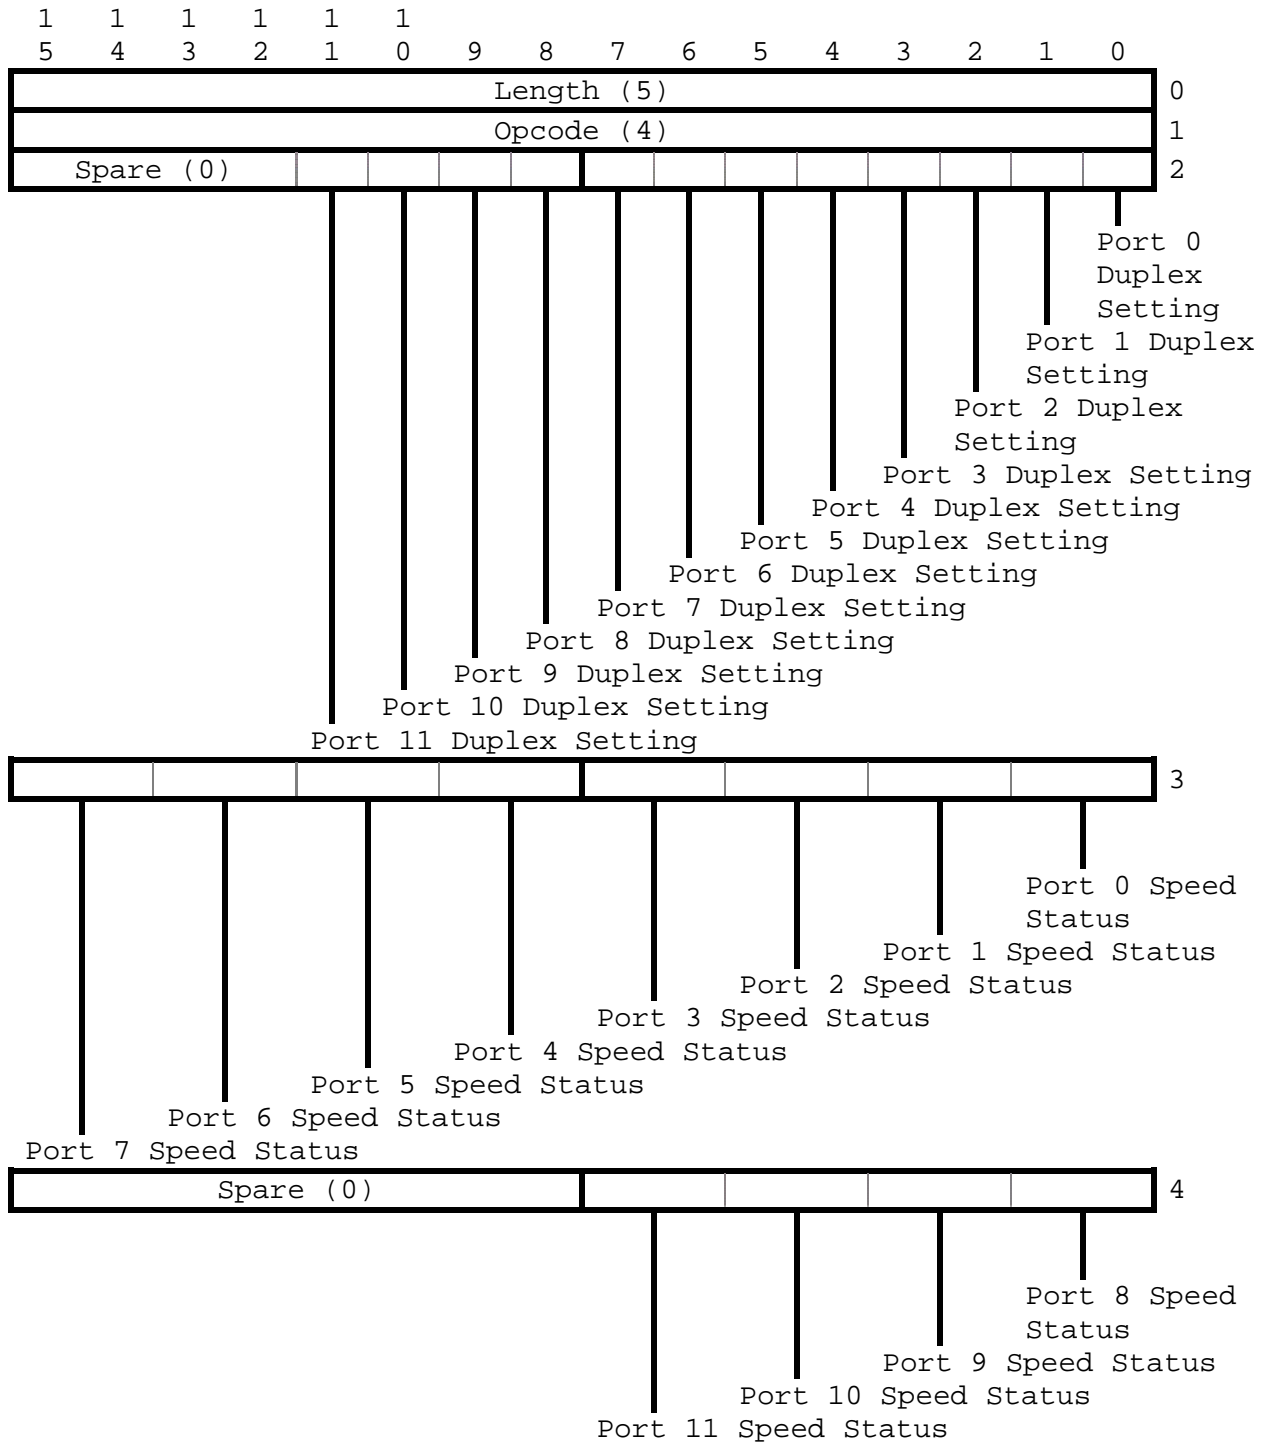 1 1 1 1 1 1
5 4 3 2 1 0 9 8 7 6 5 4 3 2 1 0
Length (5) 0
Opcode (4) 1
Spare (0) 2
Port 0
Duplex
Setting
Port 1 Duplex
Setting
Port 2 Duplex
Setting
Port 3 Duplex Setting
Port 4 Duplex Setting
Port 5 Duplex Setting
Port 6 Duplex Setting
Port 7 Duplex Setting
Port 8 Duplex Setting
Port 9 Duplex Setting
Port 10 Duplex Setting
Port 11 Duplex Setting
3
Port 0 Speed
Status
Port 1 Speed Status
Port 2 Speed Status
Port 3 Speed Status
Port 4 Speed Status
Port 5 Speed Status
Port 6 Speed Status
Port 7 Speed Status
Spare (0) 4
Port 8 Speed
Status
Port 9 Speed Status
Port 10 Speed Status
Port 11 Speed Status